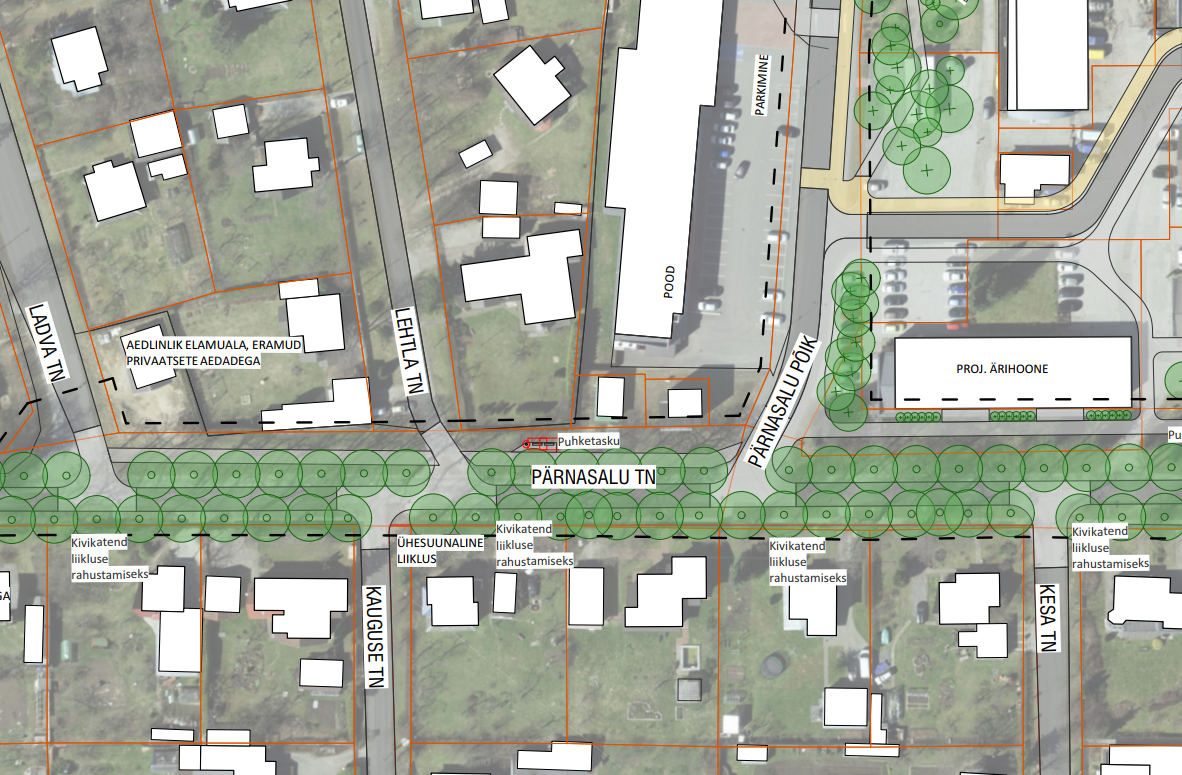 PARKIMINE
POOD
LADVA TN
LEHTLA TN
AEDLINLIK ELAMUALA, ERAMUD
PRIVAATSETE AEDADEGA
PÄRNASALU PÕIK
PROJ. ÄRIHOONE
Puhketasku
Pu
PÄRNASALU TN
Kivikatend
liikluse
rahustamiseks
ÜHESUUNALINE
LIIKLUS
Kivikatend
liikluse
rahustamiseks
Kivikatend
liikluse
rahustamiseks
Kivikatend
liikluse
rahustamiseks
GA
KAUGUSE TN
KESA TN